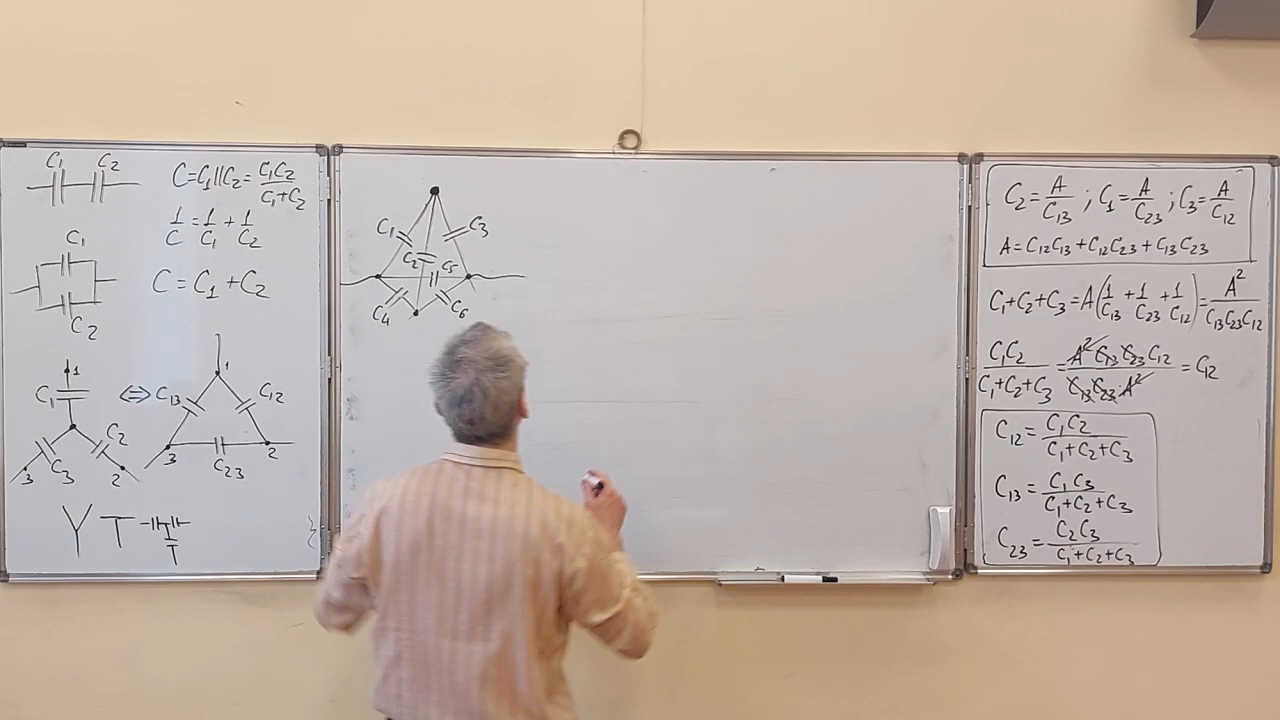 C₁ C₂
C=C₁||C₂=C₁C₂/(C₁+C₂)
1/C=1/C₁+1/C₂
C₁
C₂
C=C₁+C₂
1
C₁
C₃
C₂
3
2
⇔
1
C₁₃
C₁₂
3
C₂₃
2
Y T
T
C₁
C₃
C₂
C₅
C₄
C₆
C₂=A/C₁₃; C₁=A/C₂₃; C₃=A/C₁₂
A=C₁₂C₁₃+C₁₂C₂₃+C₁₃C₂₃
C₁+C₂+C₃=A(1/C₁₃+1/C₂₃+1/C₁₂)=A²/(C₁₃C₂₃C₁₂)
C₁C₂/(C₁+C₂+C₃)=A²C₁₃C₂₃C₁₂/(C₁₃C₂₃A²)=C₁₂
C₁₂=C₁C₂/(C₁+C₂+C₃)
C₁₃=C₁C₃/(C₁+C₂+C₃)
C₂₃=C₂C₃/(C₁+C₂+C₃)